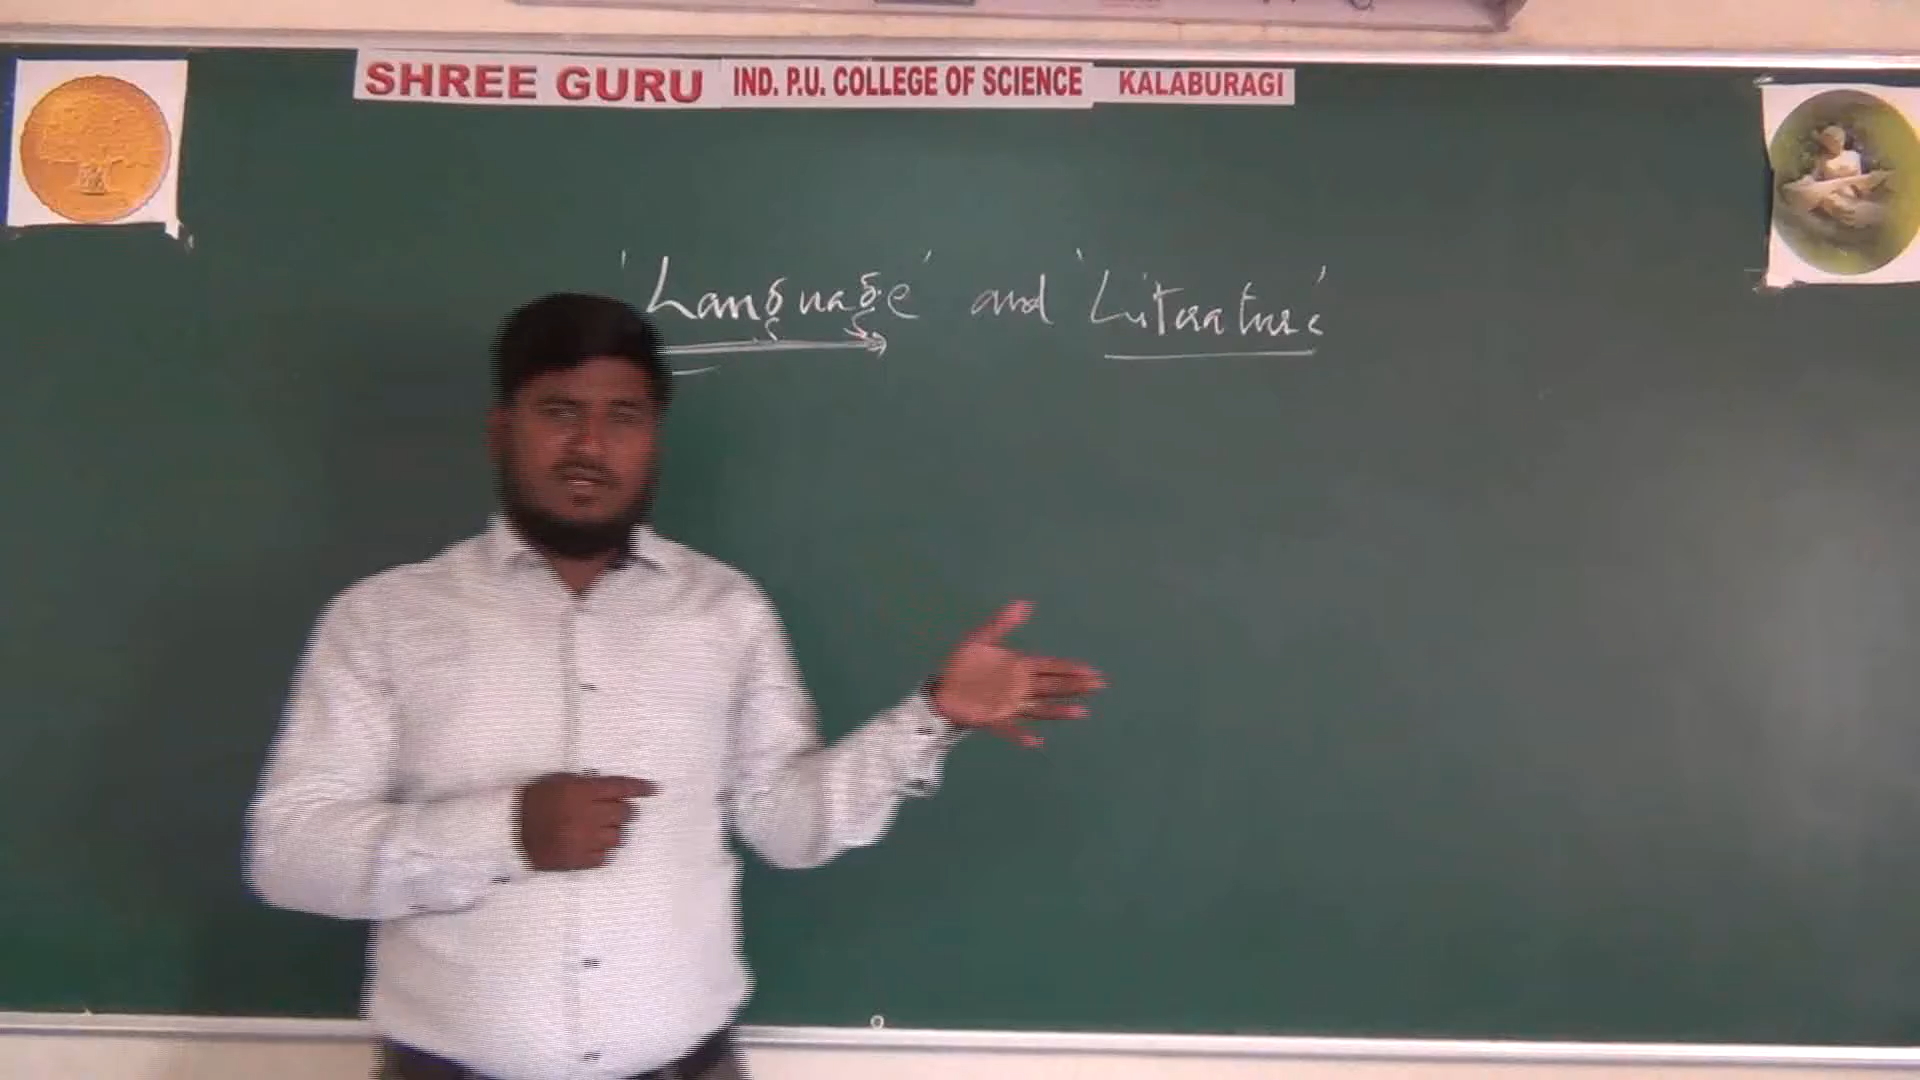 SHREE GURU IND. P.U. COLLEGE OF SCIENCE KALABURAGI
'Language' and 'Literature'